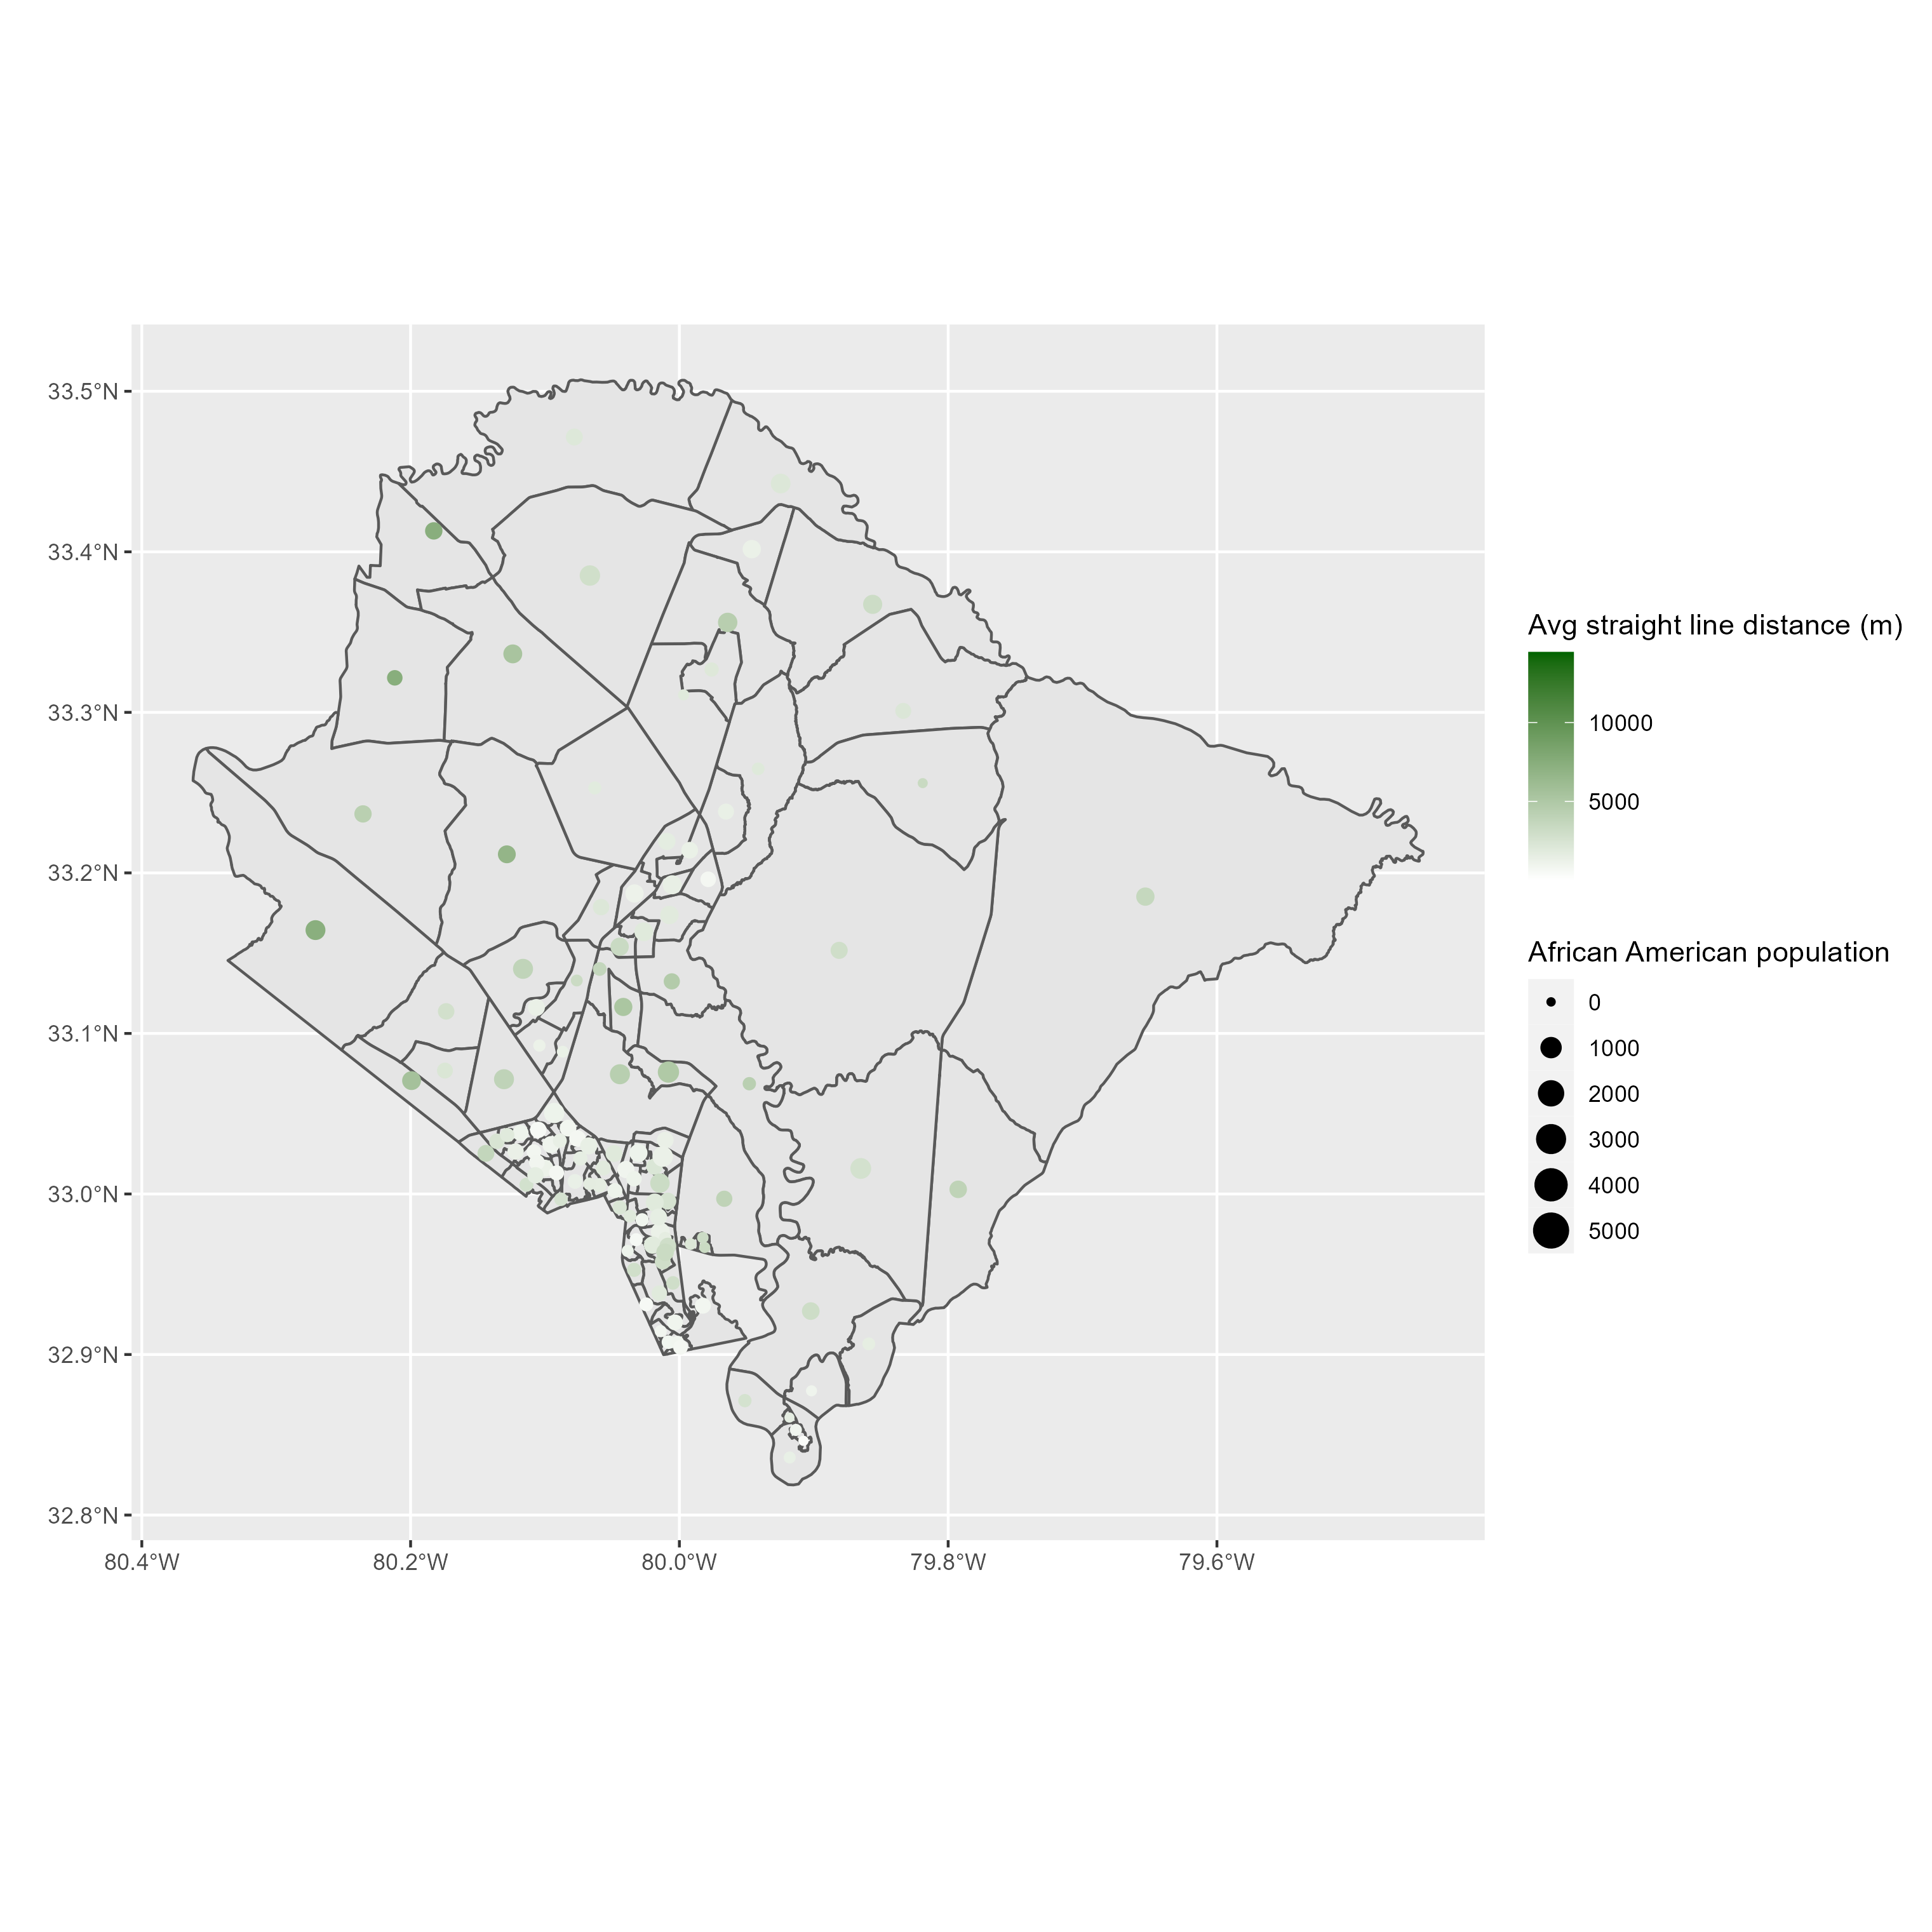 33.5°N
33.4°N
33.3°N
33.2°N
33.1°N
33.0°N
32.9°N
32.8°N
80.4°W
80.2°W
80.0°W
79.8°W
79.6°W
Avg straight line distance (m)
10000
5000
African American population
0
1000
2000
3000
4000
5000